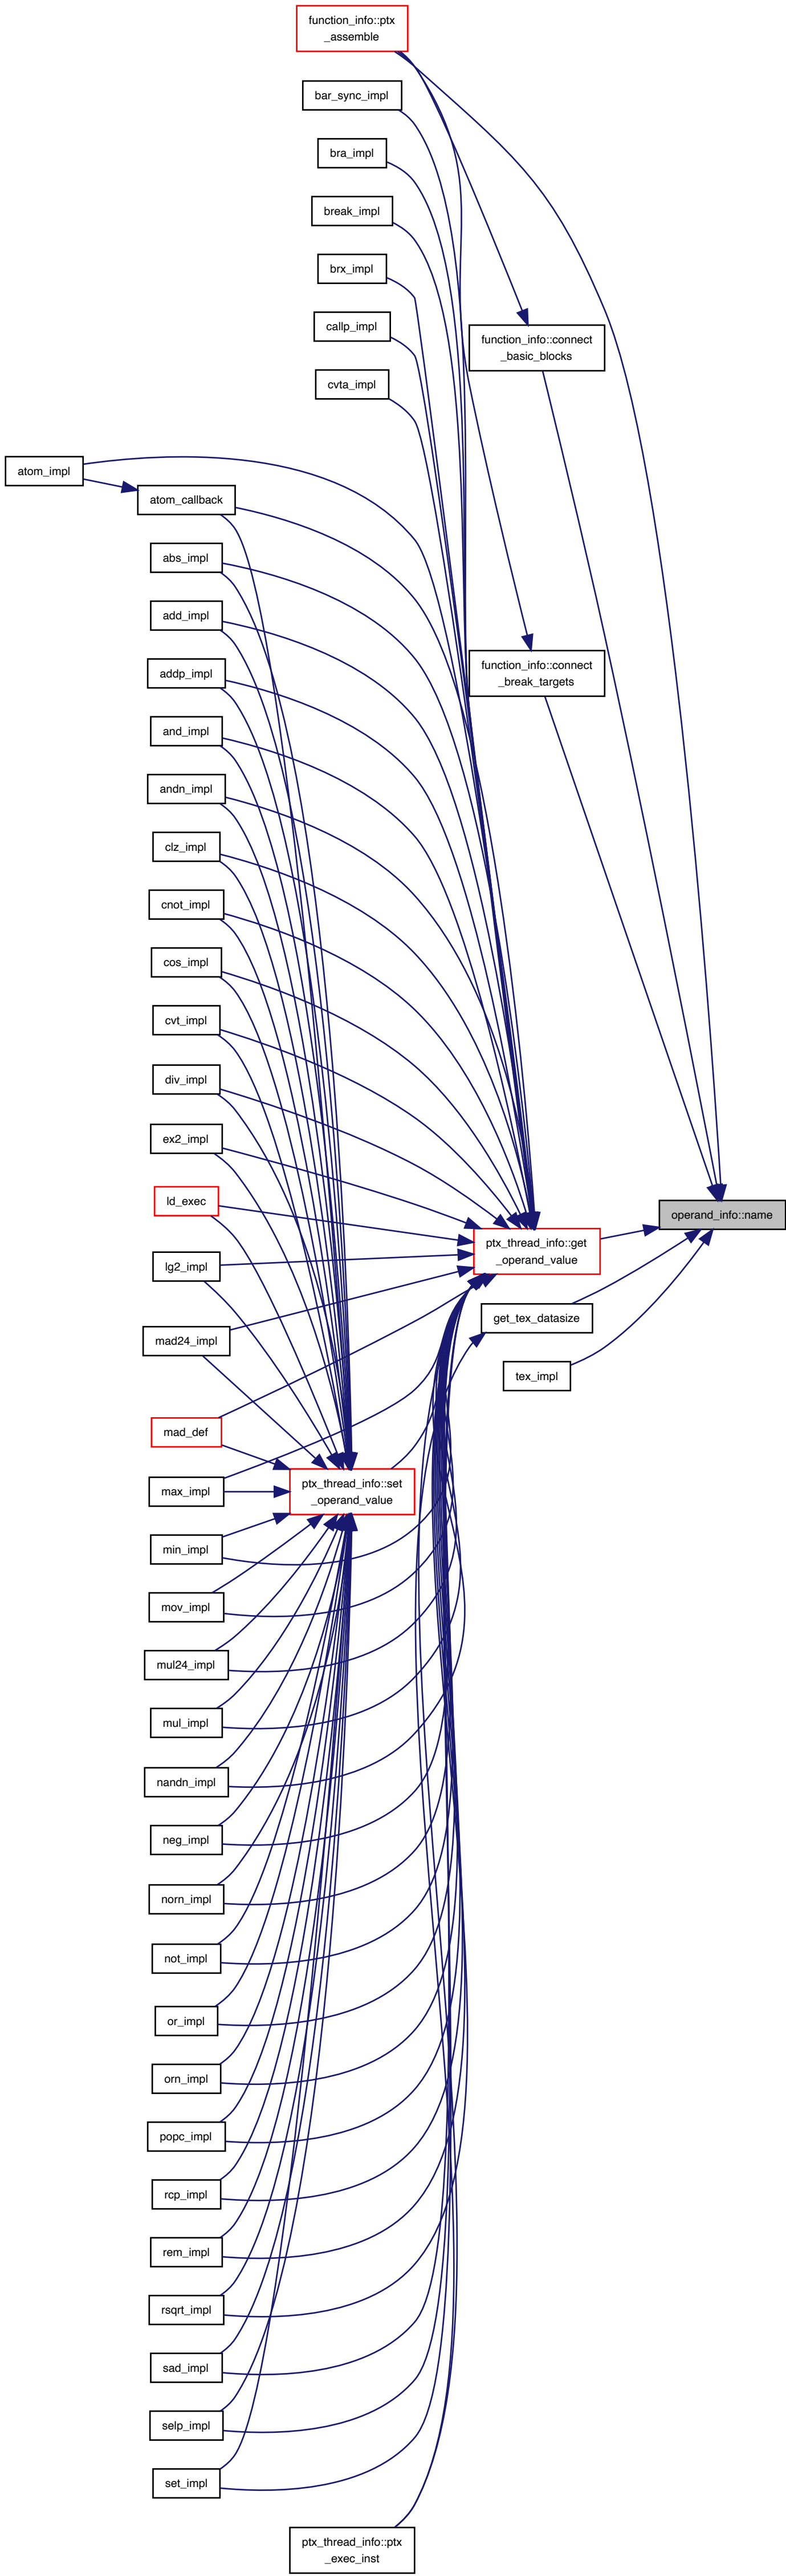 function_info::ptx
_assemble
bar_sync_impl
bra_impl
break_impl
brx_impl
callp_impl
function_info::connect
_basic_blocks
cvta_impl
atom_impl
atom_callback
abs_impl
add_impl
function_info::connect
_break_targets
addp_impl
and_impl
andn_impl
clz_impl
cnot_impl
cos_impl
cvt_impl
div_impl
ex2_impl
ld_exec
operand_info::name
ptx_thread_info::get
_operand_value
lg2_impl
get_tex_datasize
mad24_impl
tex_impl
mad_def
max_impl
ptx_thread_info::set
_operand_value
min_impl
mov_impl
mul24_impl
mul_impl
nandn_impl
neg_impl
norn_impl
not_impl
or_impl
orn_impl
popc_impl
rcp_impl
rem_impl
rsqrt_impl
sad_impl
selp_impl
set_impl
ptx_thread_info::ptx
_exec_inst